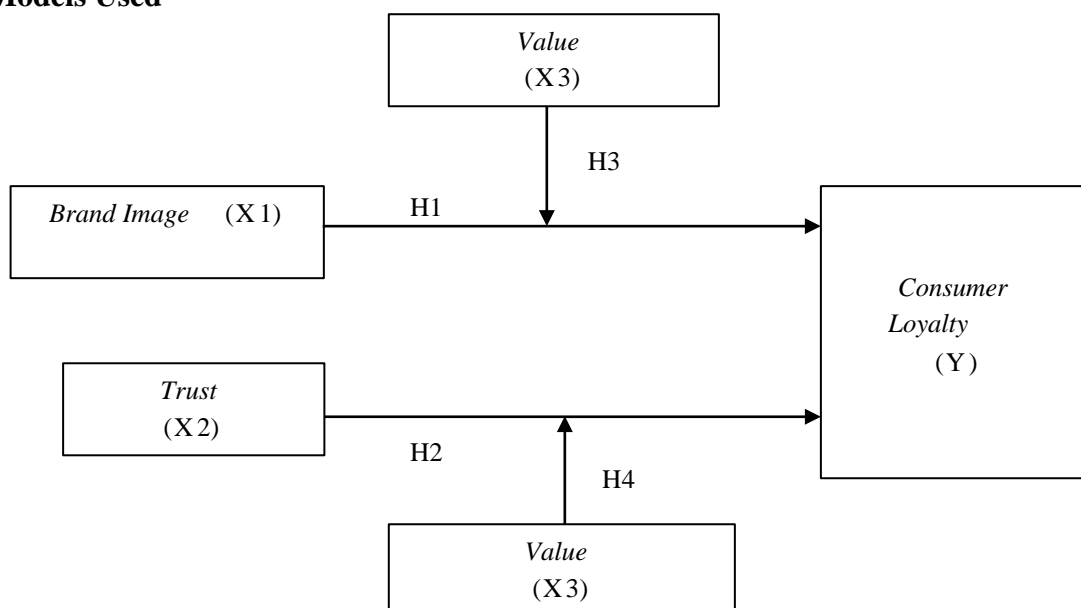 Models Used
Value
(X3)
H3
Brand Image (X1)
H1
Consumer
Loyalty
(Y)
Trust
(X2)
H2
H4
Value
(X3)